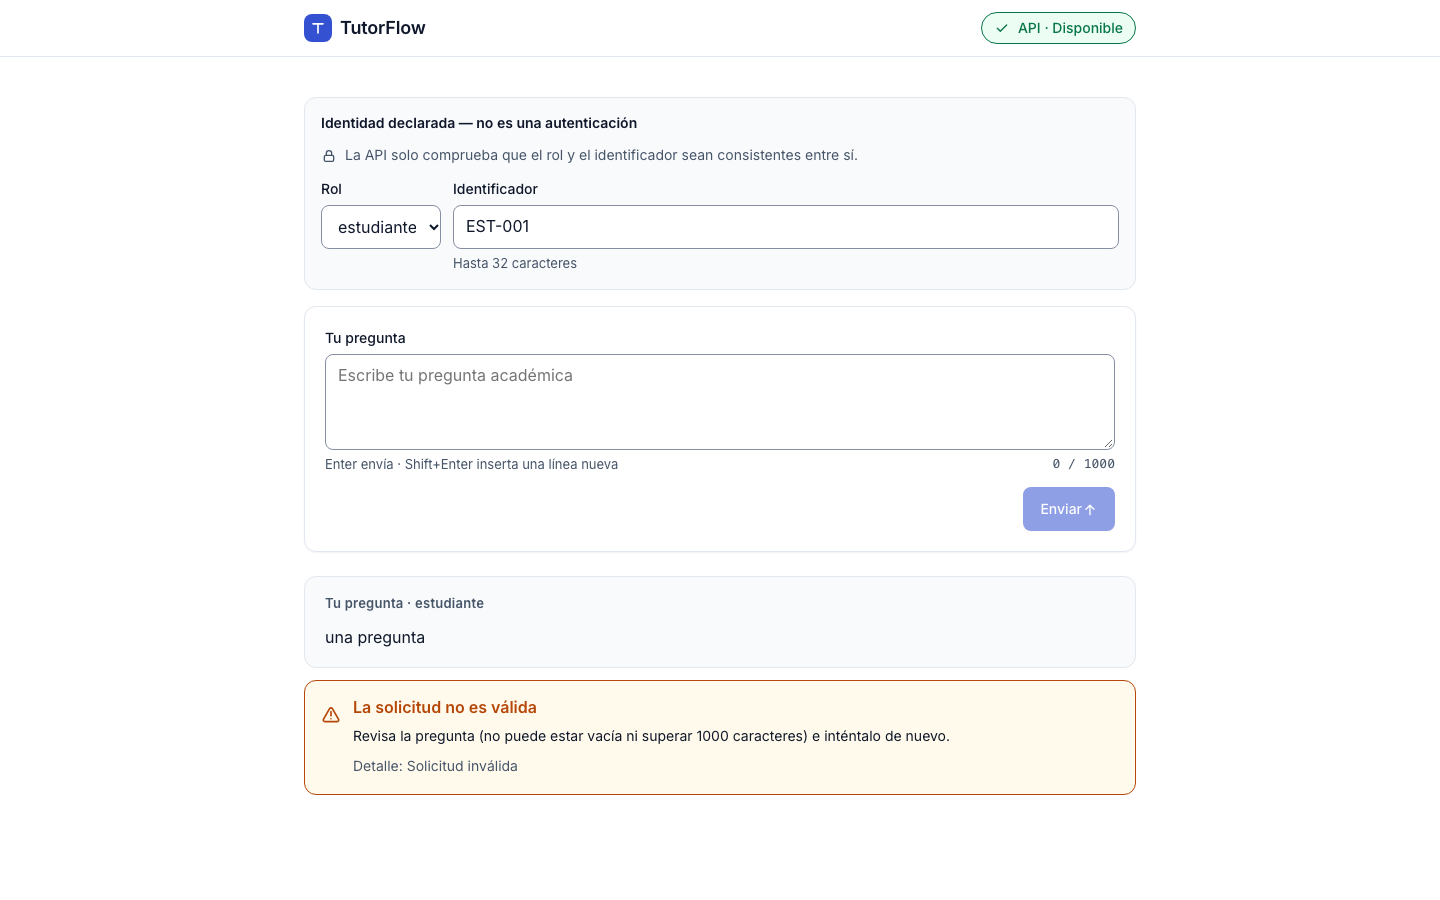 T TutorFlow
API · Disponible
Identidad declarada — no es una autenticación
La API solo comprueba que el rol y el identificador sean consistentes entre sí.
Rol
Identificador
estudiante
EST-001
Hasta 32 caracteres
Tu pregunta
Escribe tu pregunta académica
Enter envía · Shift+Enter inserta una línea nueva
0 / 1000
Enviar ↑
Tu pregunta · estudiante
una pregunta
La solicitud no es válida
Revisa la pregunta (no puede estar vacía ni superar 1000 caracteres) e inténtalo de nuevo.
Detalle: Solicitud inválida